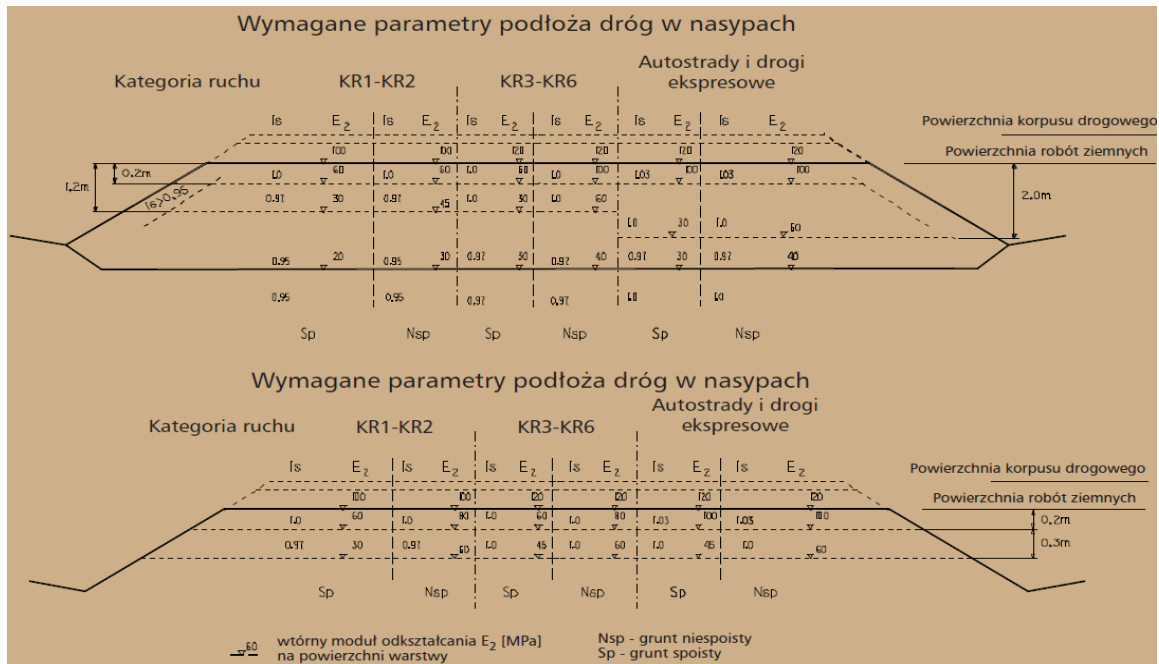 Wymagane parametry podłoża dróg w nasypach
Kategoria ruchu KR1-KR2 KR3-KR6 Autostrady i drogi
ekspresowe
Is E2 Is E2 Is E2 Is E2 Is E2 Is E2
Powierzchnia korpusu drogowego
100 100 120 120 120 120
Powierzchnia robót ziemnych
1.2m 0.2m 1.0 60 1.0 60 1.0 1.0 100 1.03 100 1.03 100
Is>0.95 0.97 30 0.97 45 1.0 30 1.0 60 2.0m
1.0 30 1.0 60
0.95 20 0.95 30 0.97 30 0.97 40 0.97 30 0.97 40
0.95 0.95 0.97 0.97 1.0 1.0
Sp Nsp Sp Nsp Sp Nsp
Wymagane parametry podłoża dróg w nasypach
Kategoria ruchu KR1-KR2 KR3-KR6 Autostrady i drogi
ekspresowe
Is E2 Is E2 Is E2 Is E2 Is E2 Is E2
Powierzchnia korpusu drogowego
100 100 120 120 120 120
Powierzchnia robót ziemnych
1.0 60 1.0 1.0 60 1.0 1.03 100 1.03 0.2m
0.97 30 0.97 60 1.0 45 1.0 60 1.0 45 1.0 60 0.3m
Sp Nsp Sp Nsp Sp Nsp
60 wtórny moduł odkształcania E2 [MPa]
na powierzchni warstwy
Nsp - grunt niespoisty
Sp - grunt spoisty